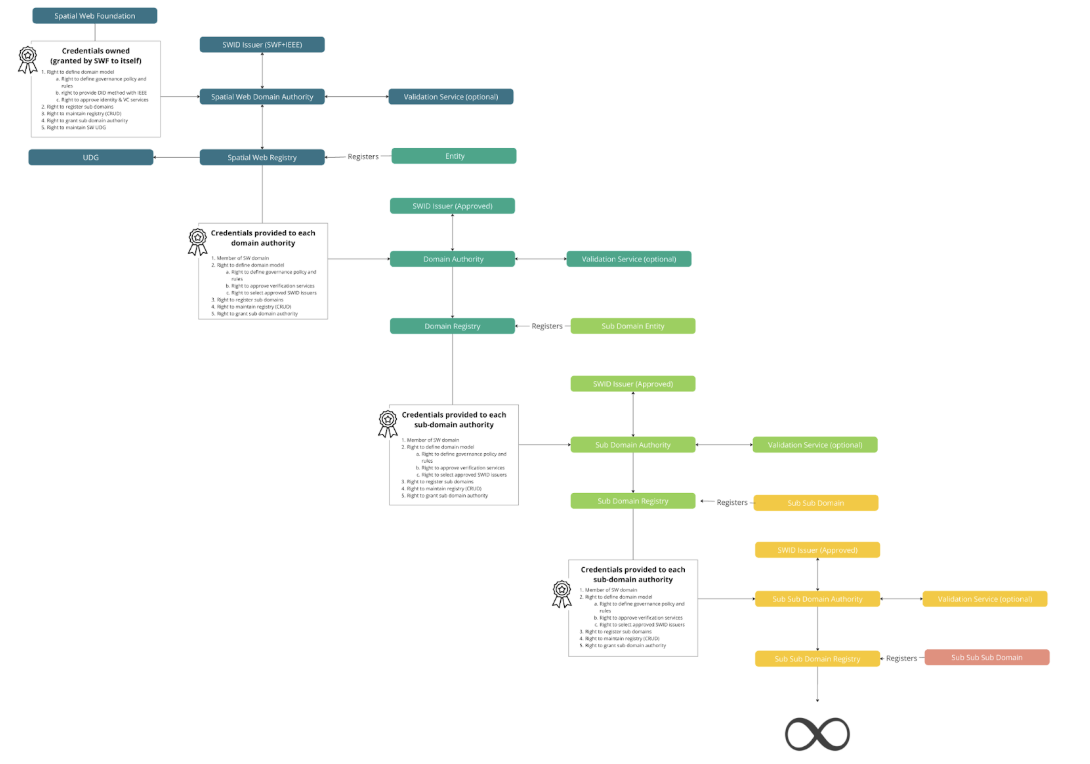 Spatial Web Foundation
Credentials owned
(granted by SWF to itself)
1. Right to define domain model
a. Right to define governance policy and
rules
b. right to provide DID method with IEEE
c. Right to approve identity & VC services
2. Right to register sub domains
3. Right to maintain registry (CRUD)
4. Right to grant sub domain authority
5. Right to maintain SW UDG
SWID Issuer (SWF+IEEE)
Spatial Web Domain Authority
Validation Service (optional)
UDG
Spatial Web Registry
Registers
Entity
Credentials provided to each
domain authority
1. Member of SW domain
2. Right to define domain model
a. Right to define governance policy and
rules
b. Right to approve verification services
c. Right to select approved SWID issuers
3. Right to register sub domains
4. Right to maintain registry (CRUD)
5. Right to grant sub domain authority
SWID Issuer (Approved)
Domain Authority
Validation Service (optional)
Domain Registry
Registers
Sub Domain Entity
Credentials provided to each
sub-domain authority
1. Member of SW domain
2. Right to define domain model
a. Right to define governance policy and
rules
b. Right to approve verification services
c. Right to select approved SWID issuers
3. Right to register sub domains
4. Right to maintain registry (CRUD)
5. Right to grant sub domain authority
SWID Issuer (Approved)
Sub Domain Authority
Validation Service (optional)
Sub Domain Registry
Registers
Sub Sub Domain
Credentials provided to each
sub-domain authority
1. Member of SW domain
2. Right to define domain model
a. Right to define governance policy and
rules
b. Right to approve verification services
c. Right to select approved SWID issuers
3. Right to register sub domains
4. Right to maintain registry (CRUD)
5. Right to grant sub domain authority
SWID Issuer (Approved)
Sub Sub Domain Authority
Validation Service (optional)
Sub Sub Domain Registry
Registers
Sub Sub Sub Domain